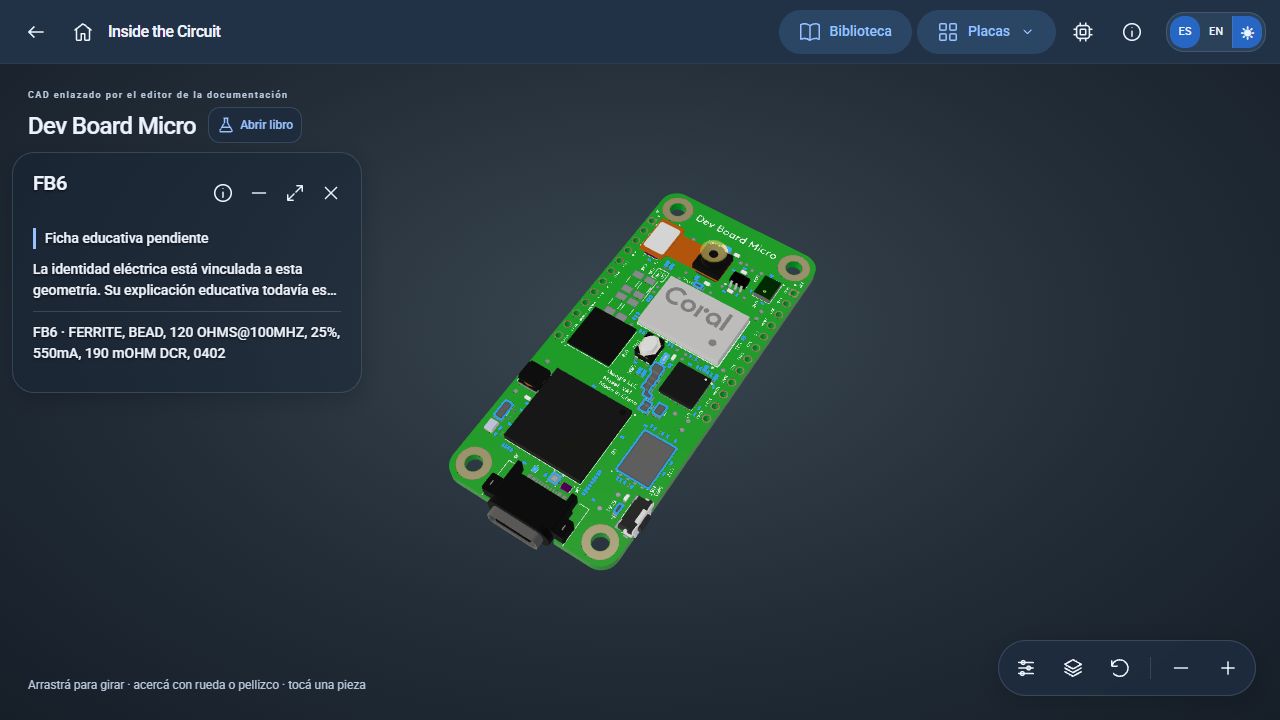 Inside the Circuit
Biblioteca
Placas
ES
EN
CAD enlazado por el editor de la documentación
Dev Board Micro
Abrir libro
FB6
Ficha educativa pendiente
La identidad eléctrica está vinculada a esta
geometría. Su explicación educativa todavía es…
FB6 · FERRITE, BEAD, 120 OHMS@100MHZ, 25%,
550mA, 190 mOHM DCR, 0402
Dev Board Micro
Coral
Arrastrá para girar · acercá con rueda o pellizco · tocá una pieza